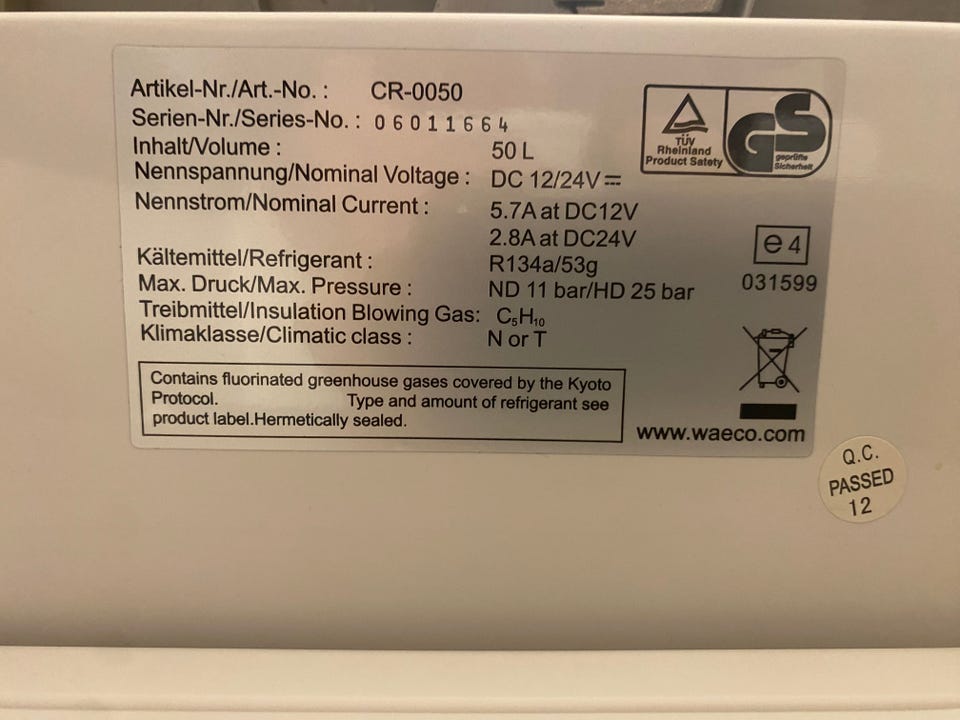 Artikel-Nr./Art.-No. : CR-0050
Serien-Nr./Series-No. : 06011664
Inhalt/Volume : 50 L
Nennspannung/Nominal Voltage : DC 12/24V⎓
Nennstrom/Nominal Current : 5.7A at DC12V
2.8A at DC24V
Kältemittel/Refrigerant : R134a/53g
Max. Druck/Max. Pressure : ND 11 bar/HD 25 bar
Treibmittel/Insulation Blowing Gas: C₅H₁₀
Klimaklasse/Climatic class : N or T
Contains fluorinated greenhouse gases covered by the Kyoto
Protocol. Type and amount of refrigerant see
product label.Hermetically sealed.
TÜV
Rheinland
Product Safety
GS
geprüfte
Sicherheit
e4
031599
www.waeco.com
Q.C.
PASSED
12